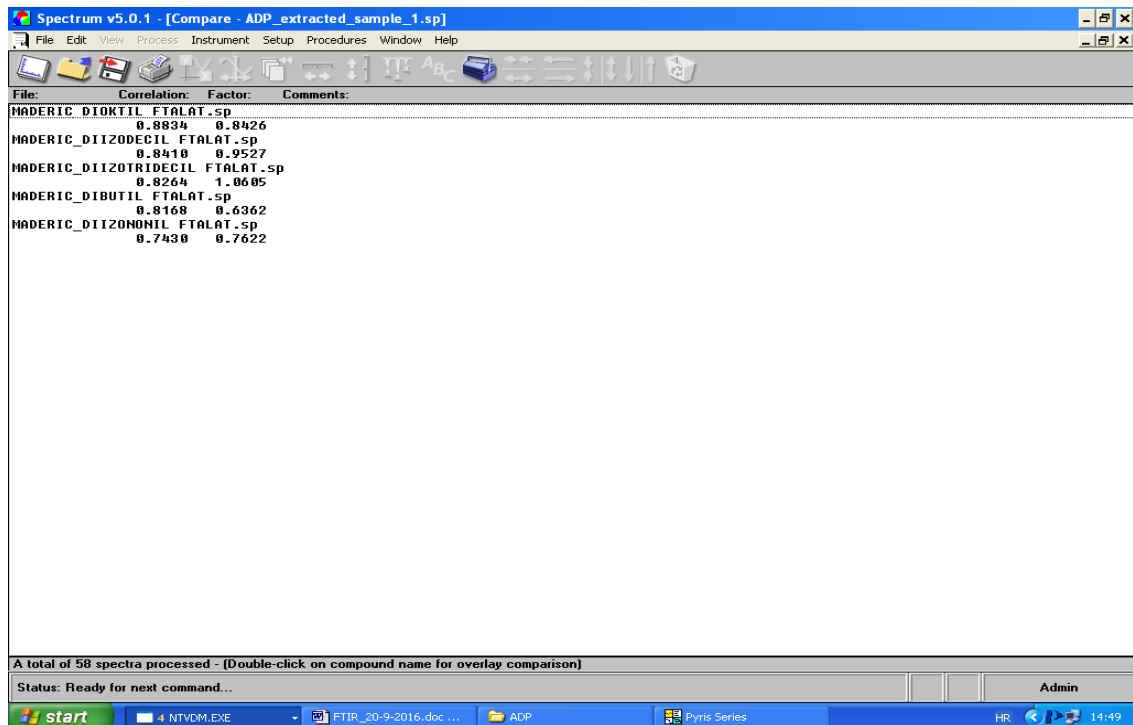 Spectrum v5.0.1 - [Compare - ADP_extracted_sample_1.sp]
File Edit View Process Instrument Setup Procedures Window Help
ABC
File: Correlation: Factor: Comments:
MADERIC_DIOKTIL FTALAT.sp
0.8834 0.8426
MADERIC_DIIZODECIL FTALAT.sp
0.8410 0.9527
MADERIC_DIIZOTRIDECIL FTALAT.sp
0.8264 1.0605
MADERIC_DIBUTIL FTALAT.sp
0.8168 0.6362
MADERIC_DIIZONONIL FTALAT.sp
0.7430 0.7622
A total of 58 spectra processed - (Double-click on compound name for overlay comparison)
Status: Ready for next command... Admin
start 4 NTVDM.EXE FTIR_20-9-2016.doc ... ADP Pyris Series HR 14:49